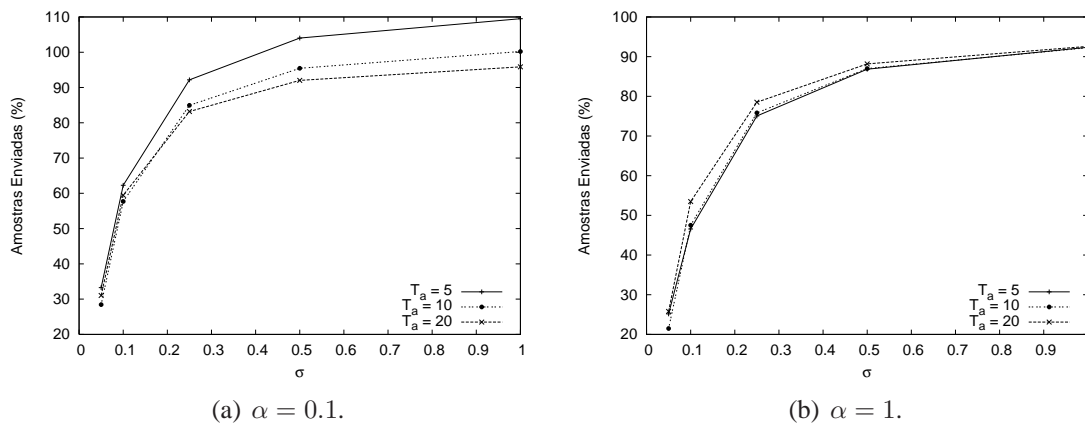 110
100
90
80
70
60
50
40
30
20
Amostras Enviadas (%)
0 0.1 0.2 0.3 0.4 0.5 0.6 0.7 0.8 0.9 1
σ
T_a = 5
T_a = 10
T_a = 20
(a) α = 0.1.
100
90
80
70
60
50
40
30
20
Amostras Enviadas (%)
0 0.1 0.2 0.3 0.4 0.5 0.6 0.7 0.8 0.9
σ
T_a = 5
T_a = 10
T_a = 20
(b) α = 1.